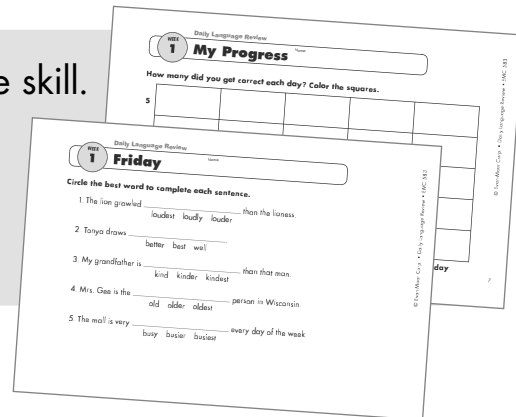 e skill.
Daily Language Review
WEEK
1
My Progress
Name
How many did you get correct each day? Color the squares.
5
day
7
© Evan-Moor Corp. • Daily Language Review • EMC 583
Daily Language Review
WEEK
1
Friday
Name
Circle the best word to complete each sentence.
1. The lion growled ____________ than the lioness.
loudest loudly louder
2. Tonya draws ____________
better best well
3. My grandfather is ____________ than that man.
kind kinder kindest
4. Mrs. Gee is the ____________ person in Wisconsin.
old older oldest
5. The mall is very ____________ every day of the week
busy busier busiest
© Evan-Moor Corp. • Daily Language Review • EMC 583